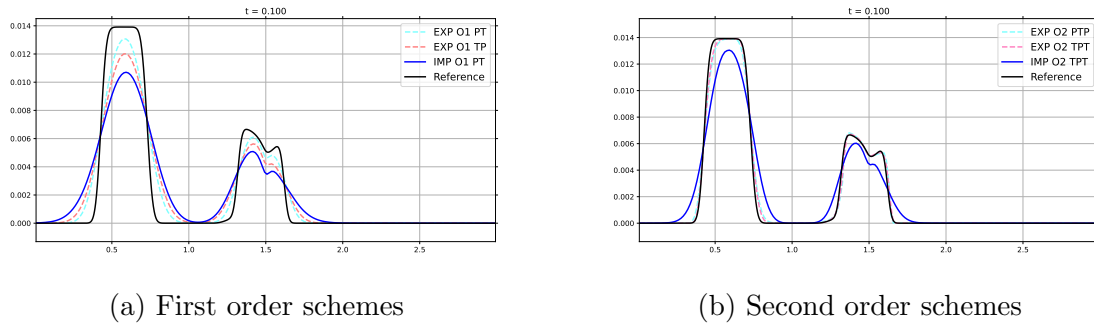 t = 0.100
0.014
0.012
0.010
0.008
0.006
0.004
0.002
0.000
0.5
1.0
1.5
2.0
2.5
EXP O1 PT
EXP O1 TP
IMP O1 PT
Reference
(a) First order schemes
t = 0.100
0.014
0.012
0.010
0.008
0.006
0.004
0.002
0.000
0.5
1.0
1.5
2.0
2.5
EXP O2 PTP
EXP O2 TPT
IMP O2 TPT
Reference
(b) Second order schemes